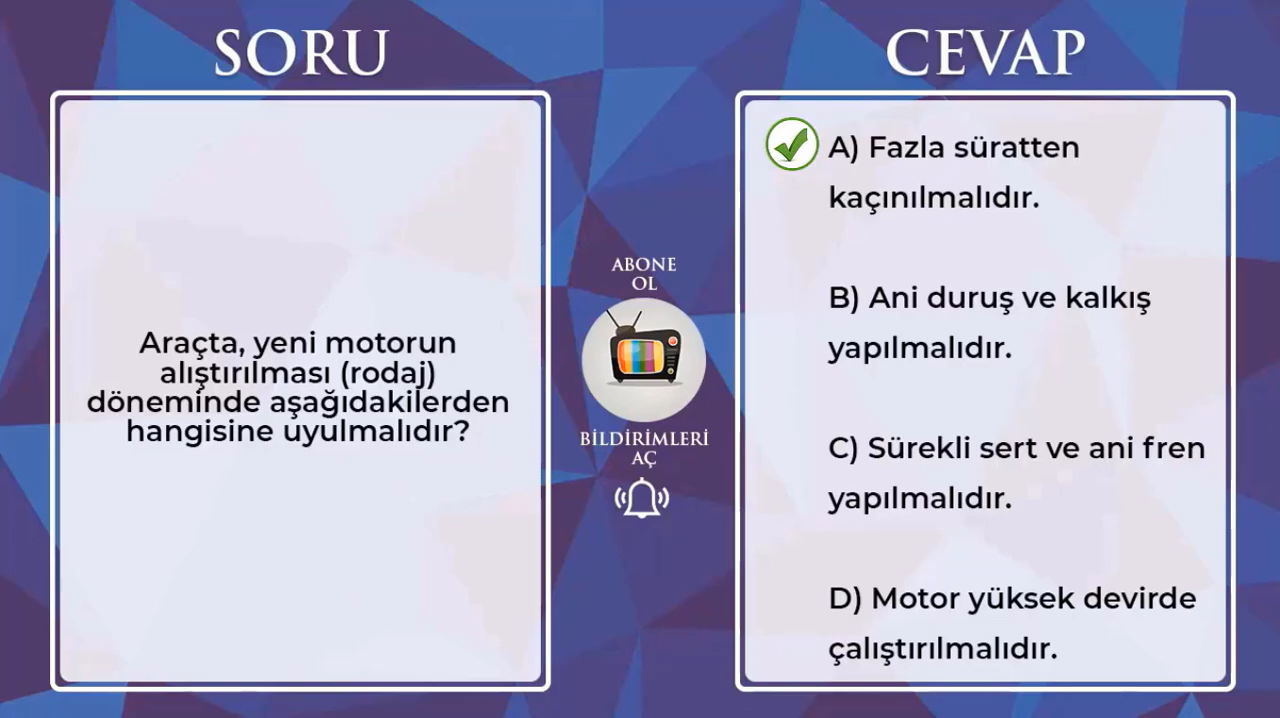 SORU
Araçta, yeni motorun
alıştırılması (rodaj)
döneminde aşağıdakilerden
hangisine uyulmalıdır?
ABONE
OL
BİLDİRİMLERİ
AÇ
CEVAP
A) Fazla süratten
kaçınılmalıdır.
B) Ani duruş ve kalkış
yapılmalıdır.
C) Sürekli sert ve ani fren
yapılmalıdır.
D) Motor yüksek devirde
çalıştırılmalıdır.